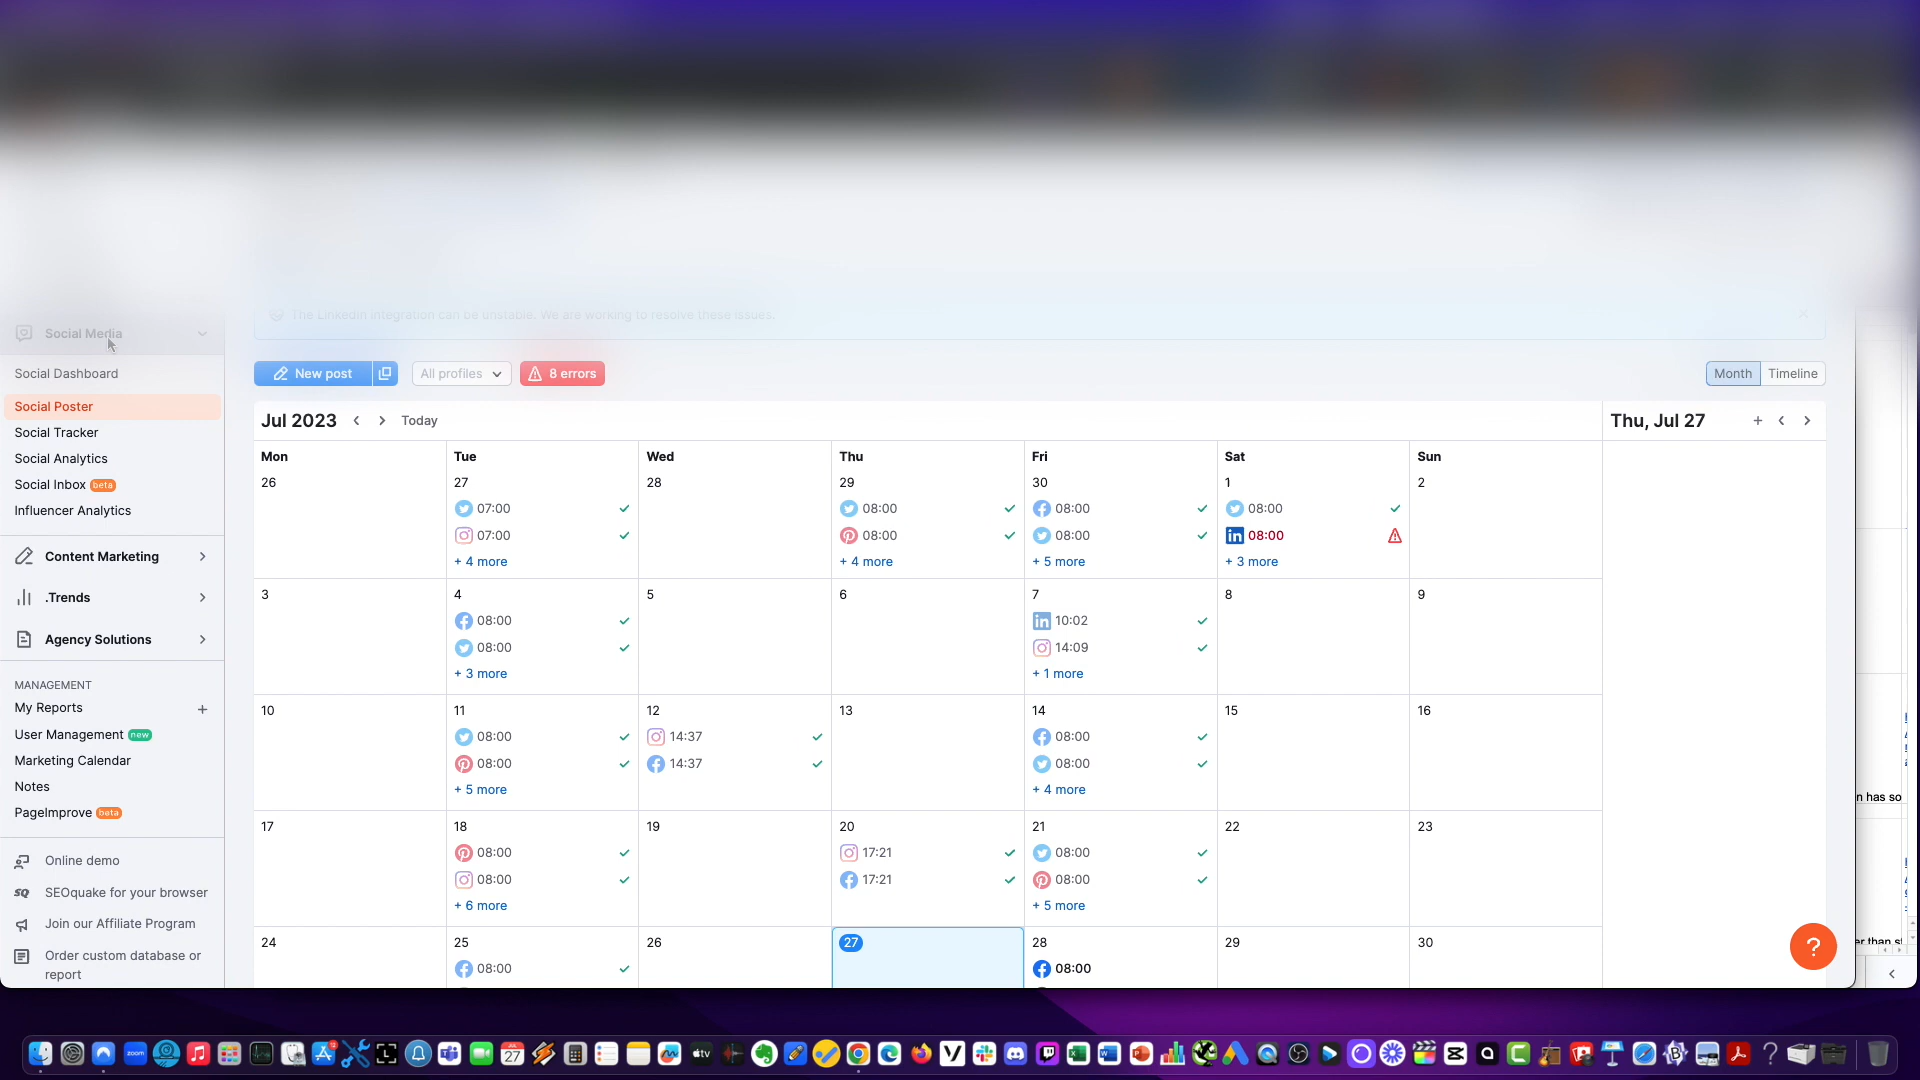 The LinkedIn integration can be unstable. We are working to resolve these issues.
Social Media
Social Dashboard
Social Poster
Social Tracker
Social Analytics
Social Inbox beta
Influencer Analytics
Content Marketing
.Trends
Agency Solutions
MANAGEMENT
My Reports
User Management new
Marketing Calendar
Notes
PageImprove beta
Online demo
SEOquake for your browser
Join our Affiliate Program
Order custom database or
report
New post
All profiles
8 errors
Month Timeline
Jul 2023 Today
Thu, Jul 27
Mon Tue Wed Thu Fri Sat Sun
26 27 28 29 30 1 2
07:00 08:00 08:00 08:00
07:00 08:00 08:00 08:00
+ 4 more + 4 more + 5 more + 3 more
3 4 5 6 7 8 9
08:00 10:02
08:00 14:09
+ 3 more + 1 more
10 11 12 13 14 15 16
08:00 14:37 08:00
08:00 14:37 08:00
+ 5 more + 4 more
17 18 19 20 21 22 23
08:00 17:21 08:00
08:00 17:21 08:00
+ 6 more + 5 more
24 25 26 27 28 29 30
08:00 08:00
?
n has so
er than s
zoom
JUL
27
tv